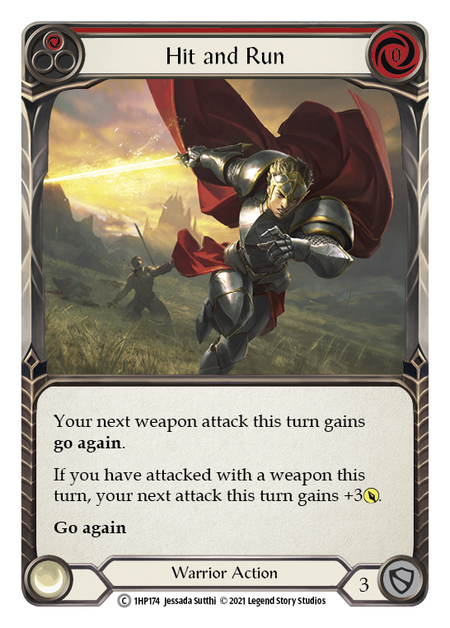 Hit and Run
0
Your next weapon attack this turn gains
go again.
If you have attacked with a weapon this
turn, your next attack this turn gains +3.
Go again
Warrior Action
3
C 1HP174 Jessada Sutthi © 2021 Legend Story Studios